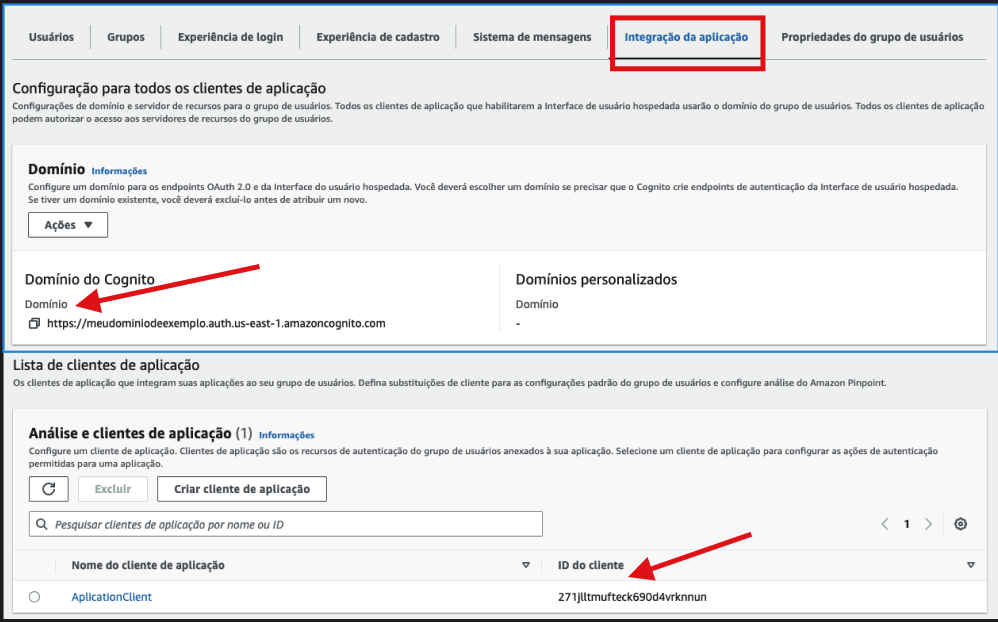 Usuários
Grupos
Experiência de login
Experiência de cadastro
Sistema de mensagens
Integração da aplicação
Propriedades do grupo de usuários
Configuração para todos os clientes de aplicação
Configurações de domínio e servidor de recursos para o grupo de usuários. Todos os clientes de aplicação que habilitarem a Interface de usuário hospedada usarão o domínio do grupo de usuários. Todos os clientes de aplicação
podem autorizar o acesso aos servidores de recursos do grupo de usuários.
Domínio Informações
Configure um domínio para os endpoints OAuth 2.0 e da Interface do usuário hospedada. Você deverá escolher um domínio se precisar que o Cognito crie endpoints de autenticação da Interface de usuário hospedada.
Se tiver um domínio existente, você deverá excluí-lo antes de atribuir um novo.
Ações
Domínio do Cognito
Domínio
https://meudominiodeexemplo.auth.us-east-1.amazoncognito.com
Domínios personalizados
Domínio
-
Lista de clientes de aplicação
Os clientes de aplicação que integram suas aplicações ao seu grupo de usuários. Defina substituições de cliente para as configurações padrão do grupo de usuários e configure análise do Amazon Pinpoint.
Análise e clientes de aplicação (1) Informações
Configure um cliente de aplicação. Clientes de aplicação são os recursos de autenticação do grupo de usuários anexados à sua aplicação. Selecione um cliente de aplicação para configurar as ações de autenticação
permitidas para uma aplicação.
Excluir
Criar cliente de aplicação
Pesquisar clientes de aplicação por nome ou ID
1
Nome do cliente de aplicação
ID do cliente
AplicationClient
271jlltmufteck690d4vrknnun